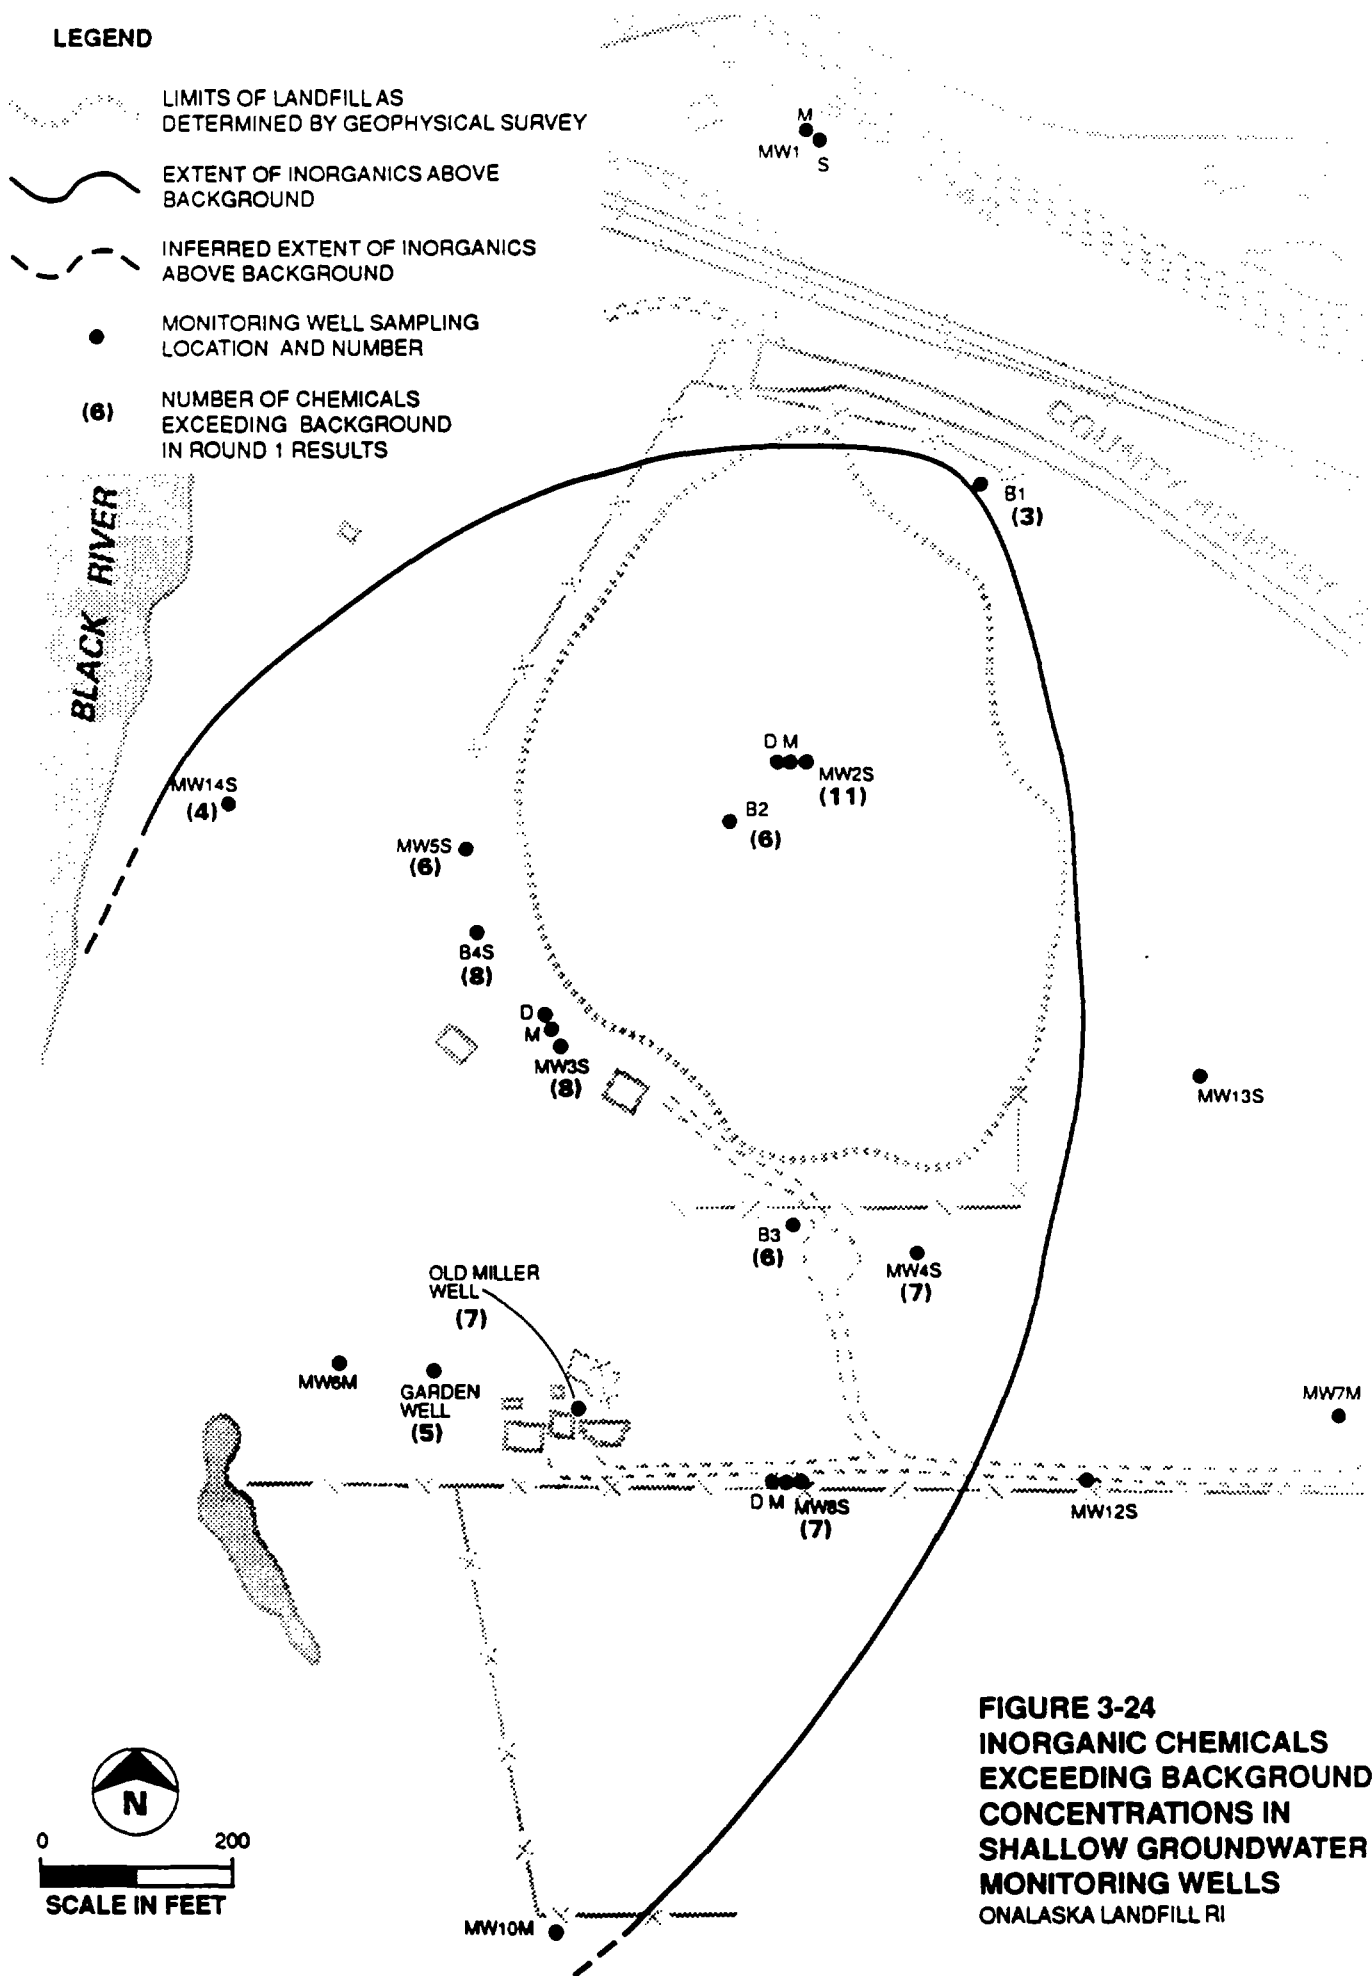 LEGEND
LIMITS OF LANDFILL AS
DETERMINED BY GEOPHYSICAL SURVEY
EXTENT OF INORGANICS ABOVE
BACKGROUND
INFERRED EXTENT OF INORGANICS
ABOVE BACKGROUND
MONITORING WELL SAMPLING
LOCATION AND NUMBER
(6)
NUMBER OF CHEMICALS
EXCEEDING BACKGROUND
IN ROUND 1 RESULTS
M
MW1
S
COUNTY HIGHWAY Z
BLACK RIVER
B1
(3)
D M
MW2S
(11)
B2
(6)
MW14S
(4)
MW5S
(6)
B4S
(8)
D
M
MW3S
(8)
MW13S
B3
(6)
MW4S
(7)
OLD MILLER
WELL
(7)
MW6M
GARDEN
WELL
(5)
MW7M
D M MW8S
(7)
MW12S
MW10M
N
0 200
SCALE IN FEET
FIGURE 3-24
INORGANIC CHEMICALS
EXCEEDING BACKGROUND
CONCENTRATIONS IN
SHALLOW GROUNDWATER
MONITORING WELLS
ONALASKA LANDFILL RI